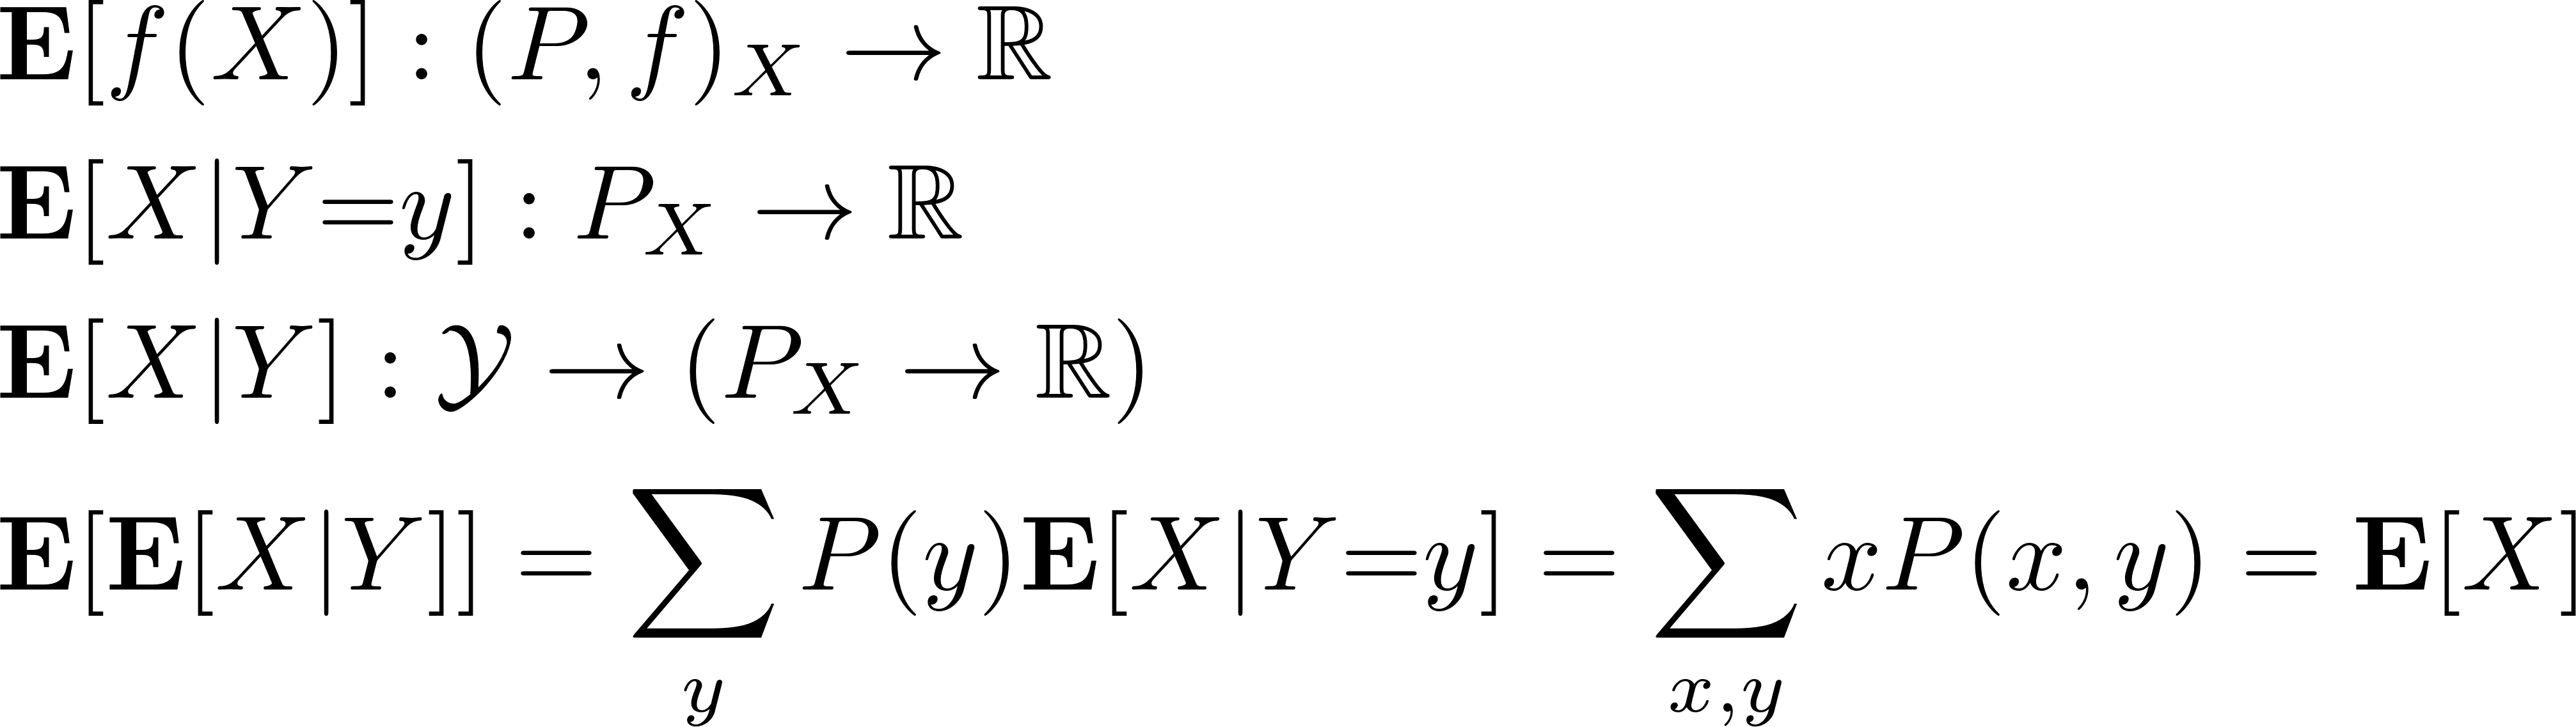 𝐄[f(X)] : (P, f)_X → ℝ
𝐄[X|Y=y] : P_X → ℝ
𝐄[X|Y] : 𝒴 → (P_X → ℝ)
𝐄[𝐄[X|Y]] = ∑_y P(y)𝐄[X|Y=y] = ∑_{x,y} xP(x, y) = 𝐄[X]